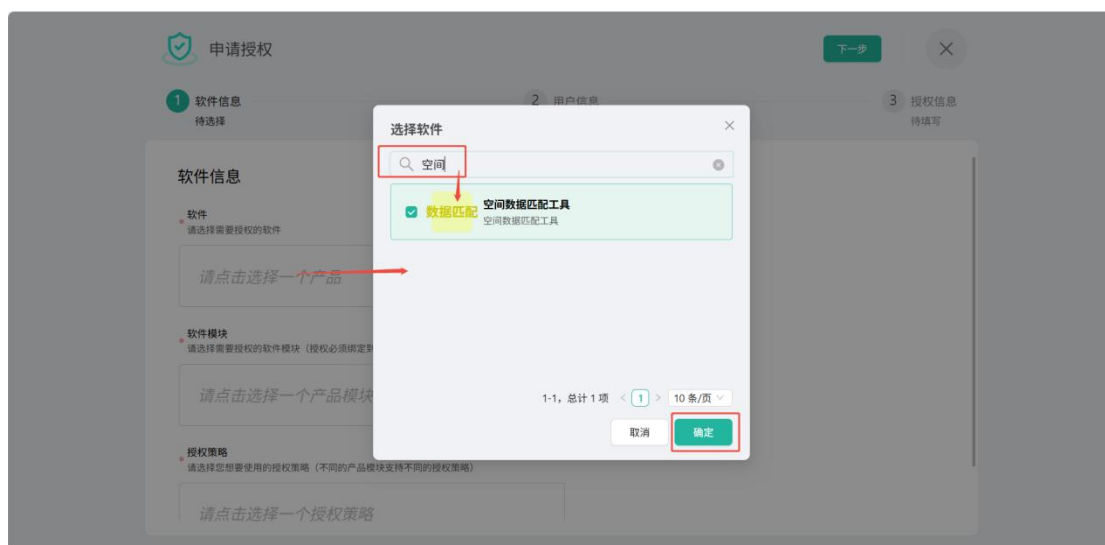 申请授权
下一步
1 软件信息
待选择
2 用户信息
3 授权信息
待填写
软件信息
* 软件
请选择需要授权的软件
请点击选择一个产品
* 软件模块
请选择需要授权的软件模块（授权必须绑定到
请点击选择一个产品模块
* 授权策略
请选择您想要使用的授权策略（不同的产品模块支持不同的授权策略）
请点击选择一个授权策略
选择软件
空间
数据匹配
空间数据匹配工具
空间数据匹配工具
1-1，总计 1 项 < 1 > 10 条/页
取消
确定